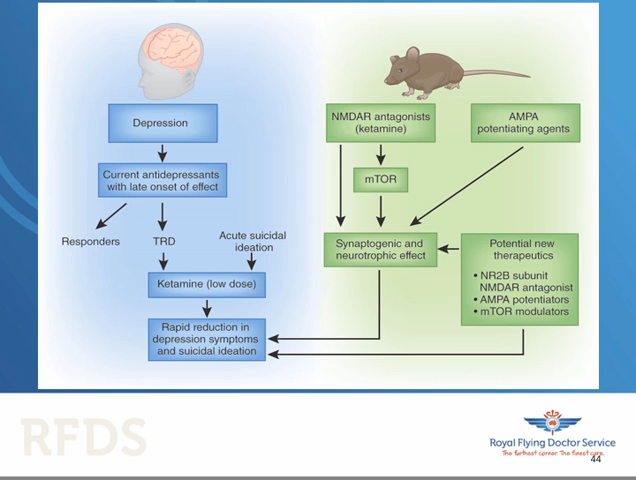 Depression
Current antidepressants
with late onset of effect
Responders
TRD
Acute suicidal
ideation
Ketamine (low dose)
Rapid reduction in
depression symptoms
and suicidal ideation
NMDAR antagonists
(ketamine)
AMPA
potentiating agents
mTOR
Synaptogenic and
neurotrophic effect
Potential new
therapeutics
• NR2B subunit
NMDAR antagonist
• AMPA potentiators
• mTOR modulators
RFDS
Royal Flying Doctor Service
The furthest corner. The finest care.
44